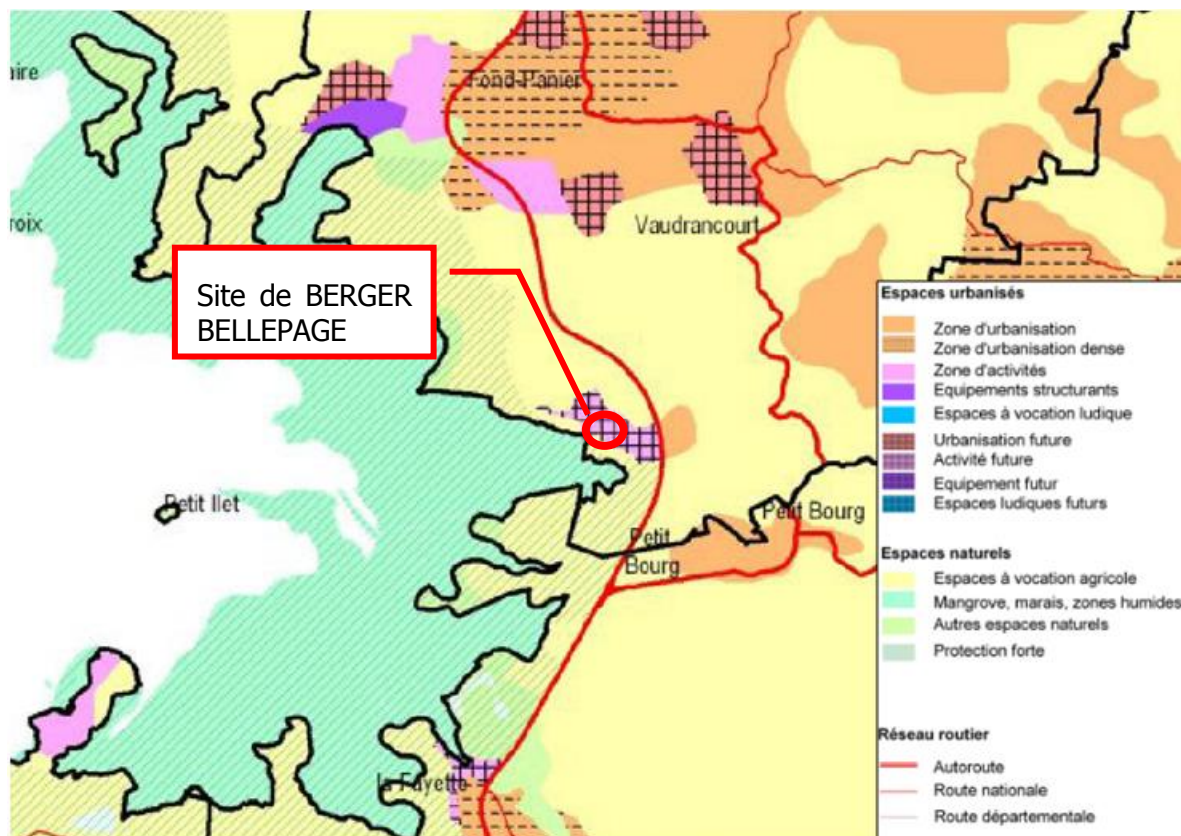 aire
Fond-Panier
roix
Vaudrancourt
Site de BERGER
BELLEPAGE
Petit Ilet
Petit Bourg
Petit
Bourg
la Fayette
Espaces urbanisés
Zone d'urbanisation
Zone d'urbanisation dense
Zone d'activités
Equipements structurants
Espaces à vocation ludique
Urbanisation future
Activité future
Equipement futur
Espaces ludiques futurs
Espaces naturels
Espaces à vocation agricole
Mangrove, marais, zones humides
Autres espaces naturels
Protection forte
Réseau routier
Autoroute
Route nationale
Route départementale